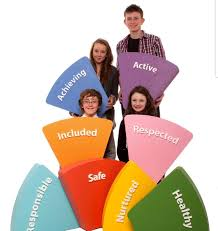 Achieving
Active
Included
Respected
Responsible
Safe
Nurtured
Healthy